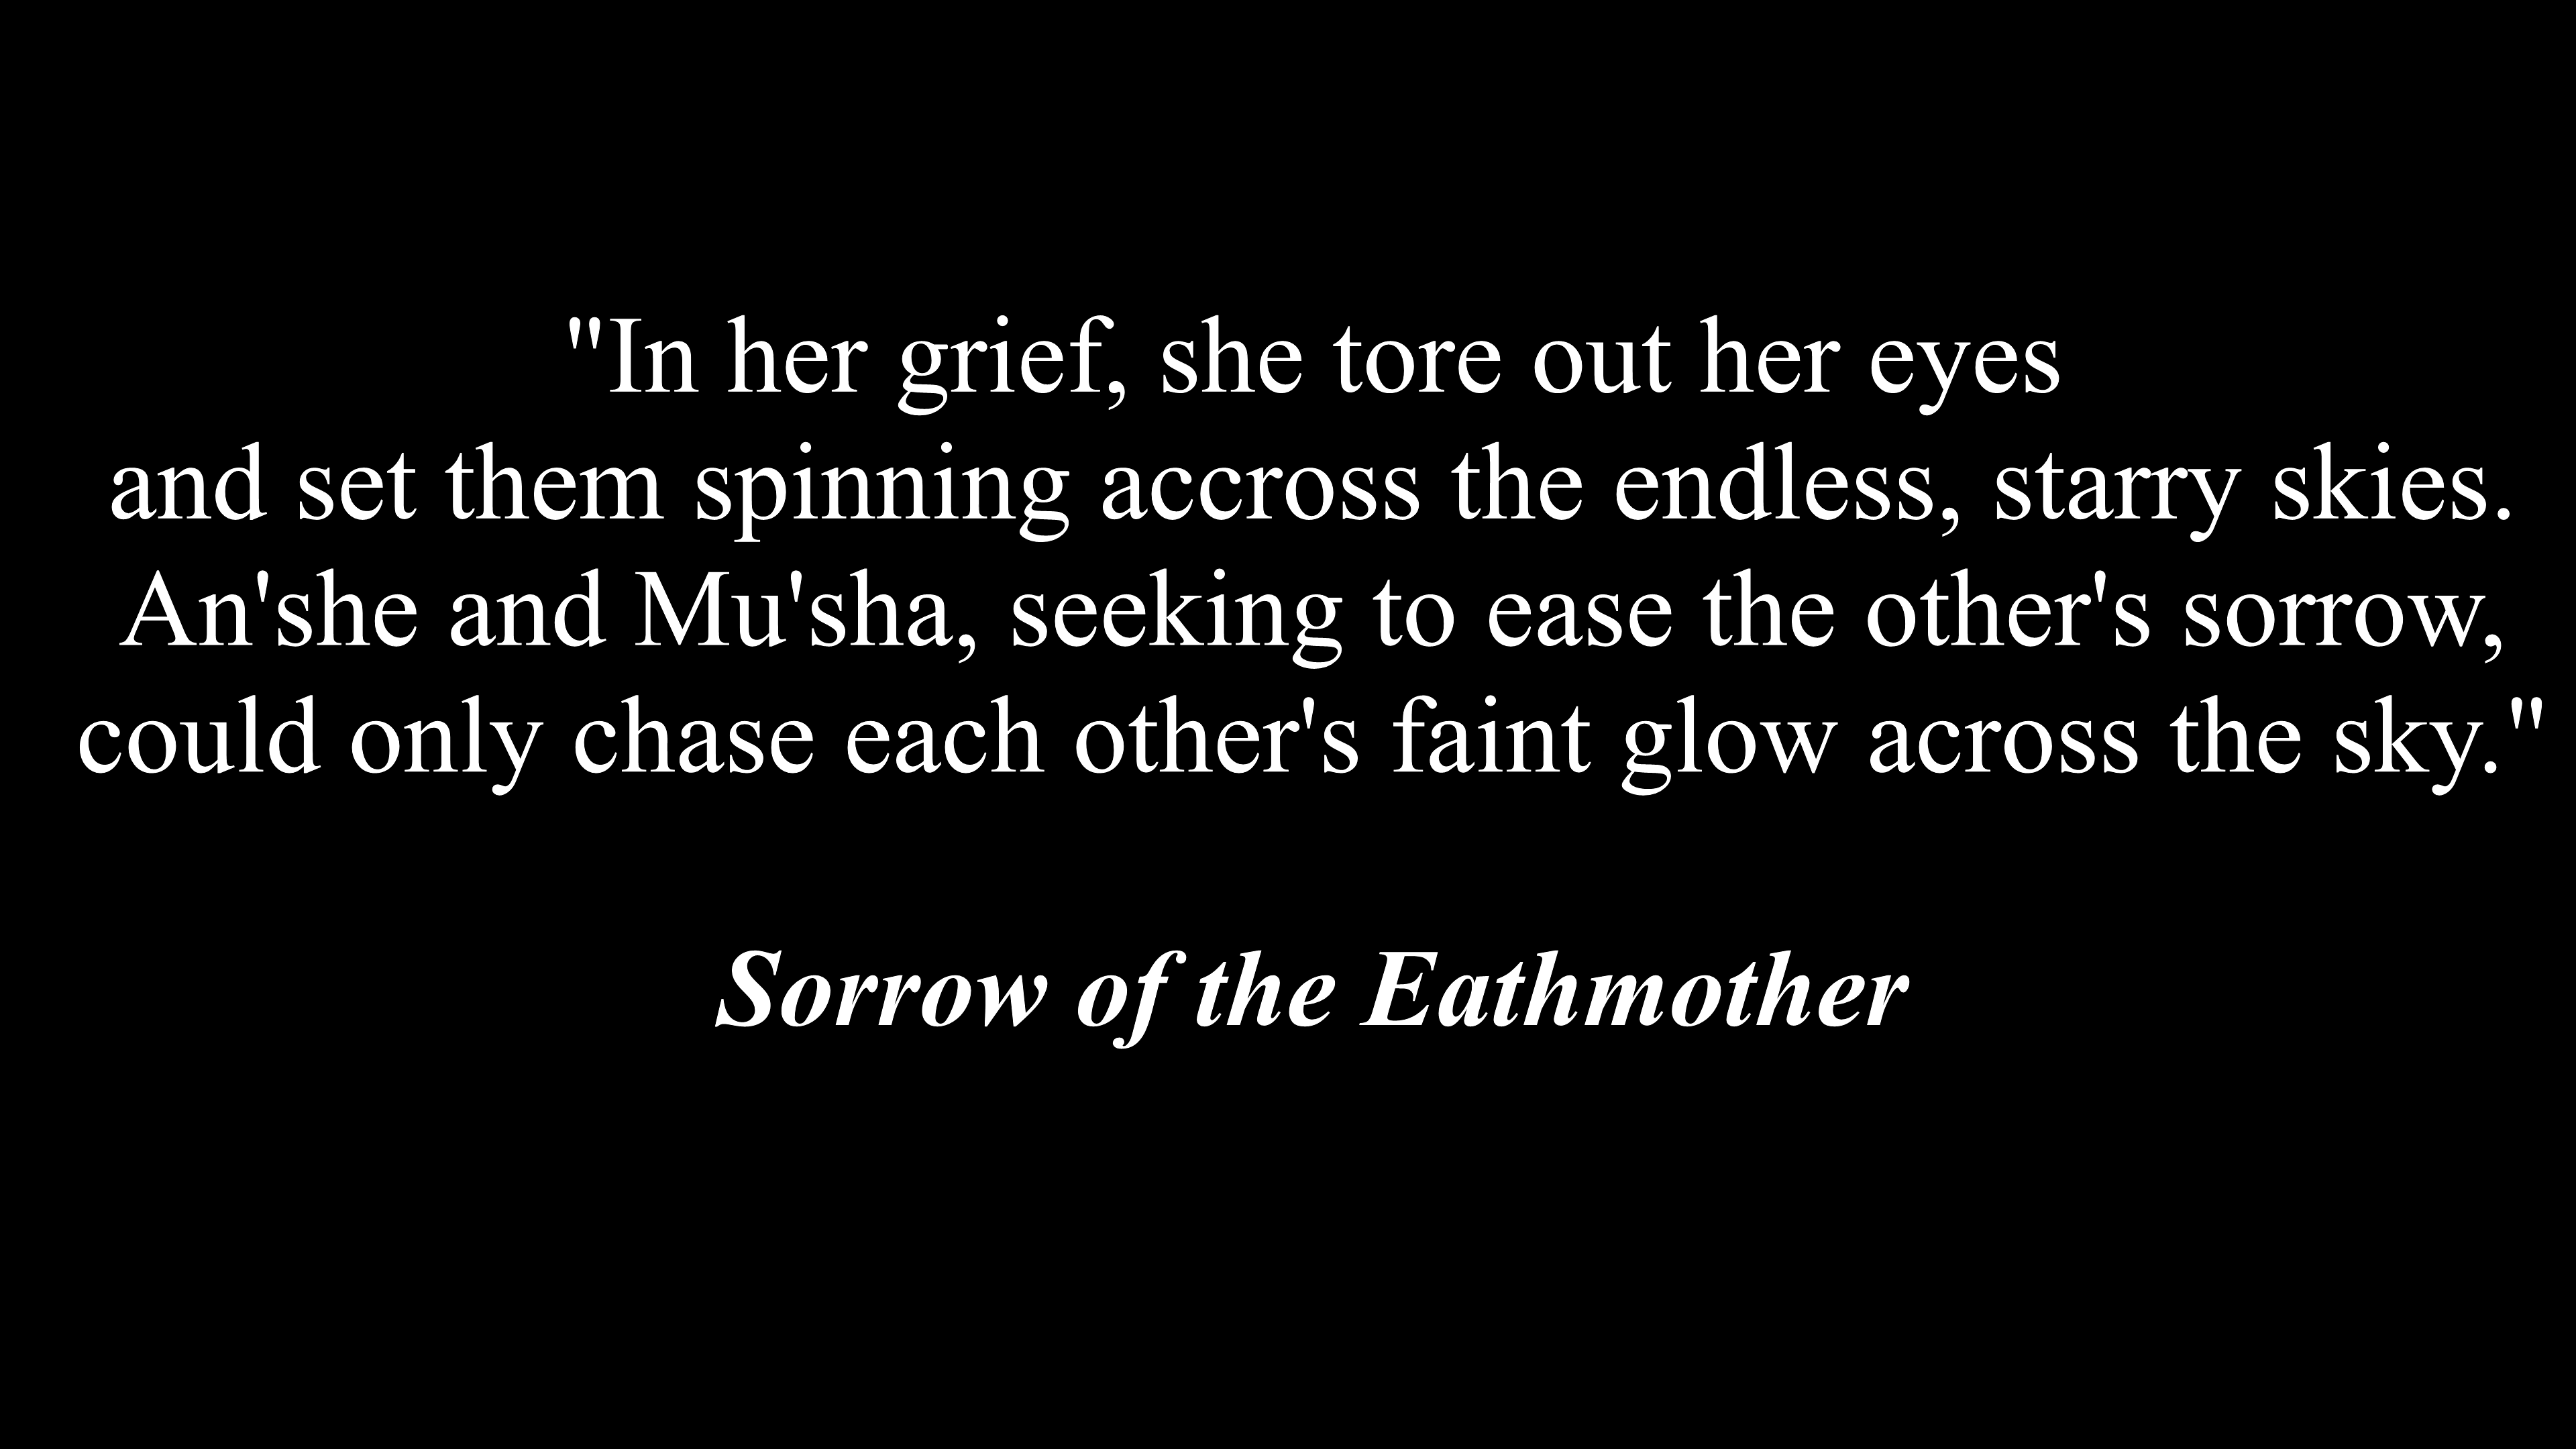 "In her grief, she tore out her eyes
and set them spinning accross the endless, starry skies.
An'she and Mu'sha, seeking to ease the other's sorrow,
could only chase each other's faint glow across the sky."
Sorrow of the Eathmother